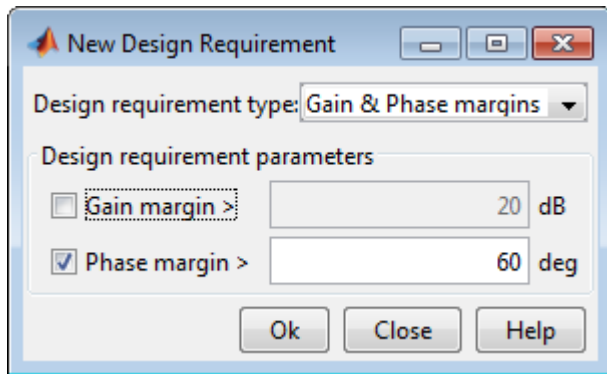 New Design Requirement
Design requirement type: Gain & Phase margins
Design requirement parameters
Gain margin > 20 dB
Phase margin > 60 deg
Ok Close Help